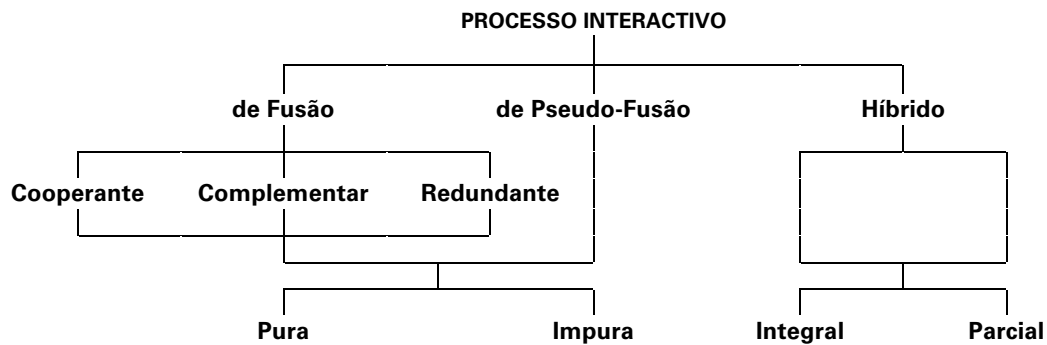 PROCESSO INTERACTIVO
de Fusão de Pseudo-Fusão Híbrido
Cooperante Complementar Redundante
Pura Impura Integral Parcial